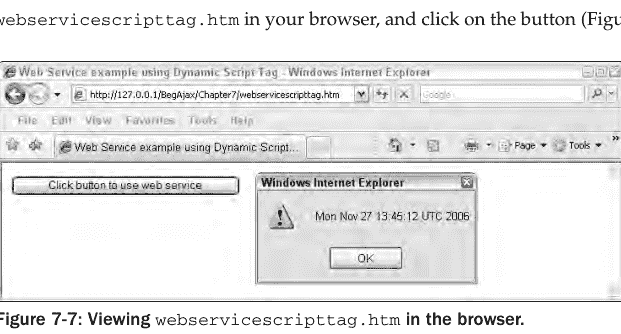 webservicescripttag.htm in your browser, and click on the button (Figu
Web Service example using Dynamic Script Tag - Windows Internet Explorer
http://127.0.0.1/BegAjax/Chapter7/webservicescripttag.htm
Google
File Edit View Favorites Tools Help
Web Service example using Dynamic Script...
Page Tools »
Click button to use web service
Windows Internet Explorer
Mon Nov 27 13:45:12 UTC 2006
OK
Figure 7-7: Viewing webservicescripttag.htm in the browser.